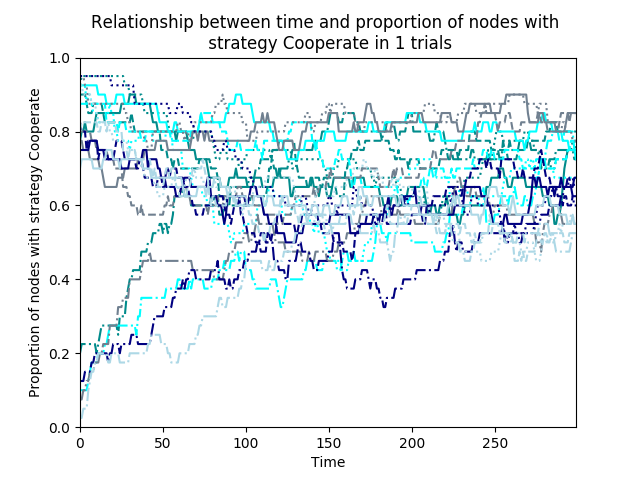 Relationship between time and proportion of nodes with
strategy Cooperate in 1 trials
Proportion of nodes with strategy Cooperate
1.0
0.8
0.6
0.4
0.2
0.0
0 50 100 150 200 250
Time